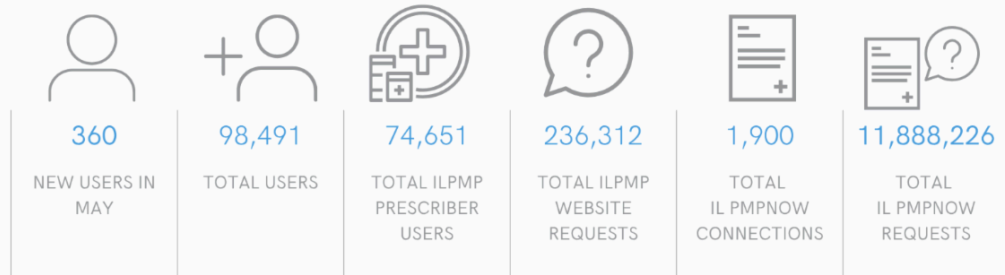 360
NEW USERS IN
MAY
98,491
TOTAL USERS
74,651
TOTAL ILPMP
PRESCRIBER
USERS
236,312
TOTAL ILPMP
WEBSITE
REQUESTS
1,900
TOTAL
IL PMPNOW
CONNECTIONS
11,888,226
TOTAL
IL PMPNOW
REQUESTS